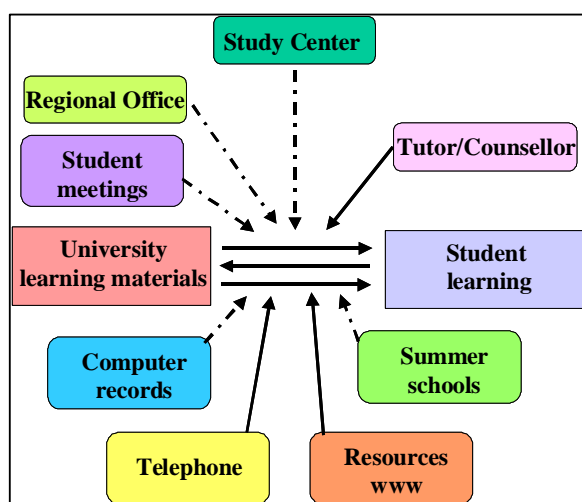 Study Center
Regional Office
Tutor/Counsellor
Student
meetings
University
learning materials
Student
learning
Computer
records
Summer
schools
Telephone
Resources
www